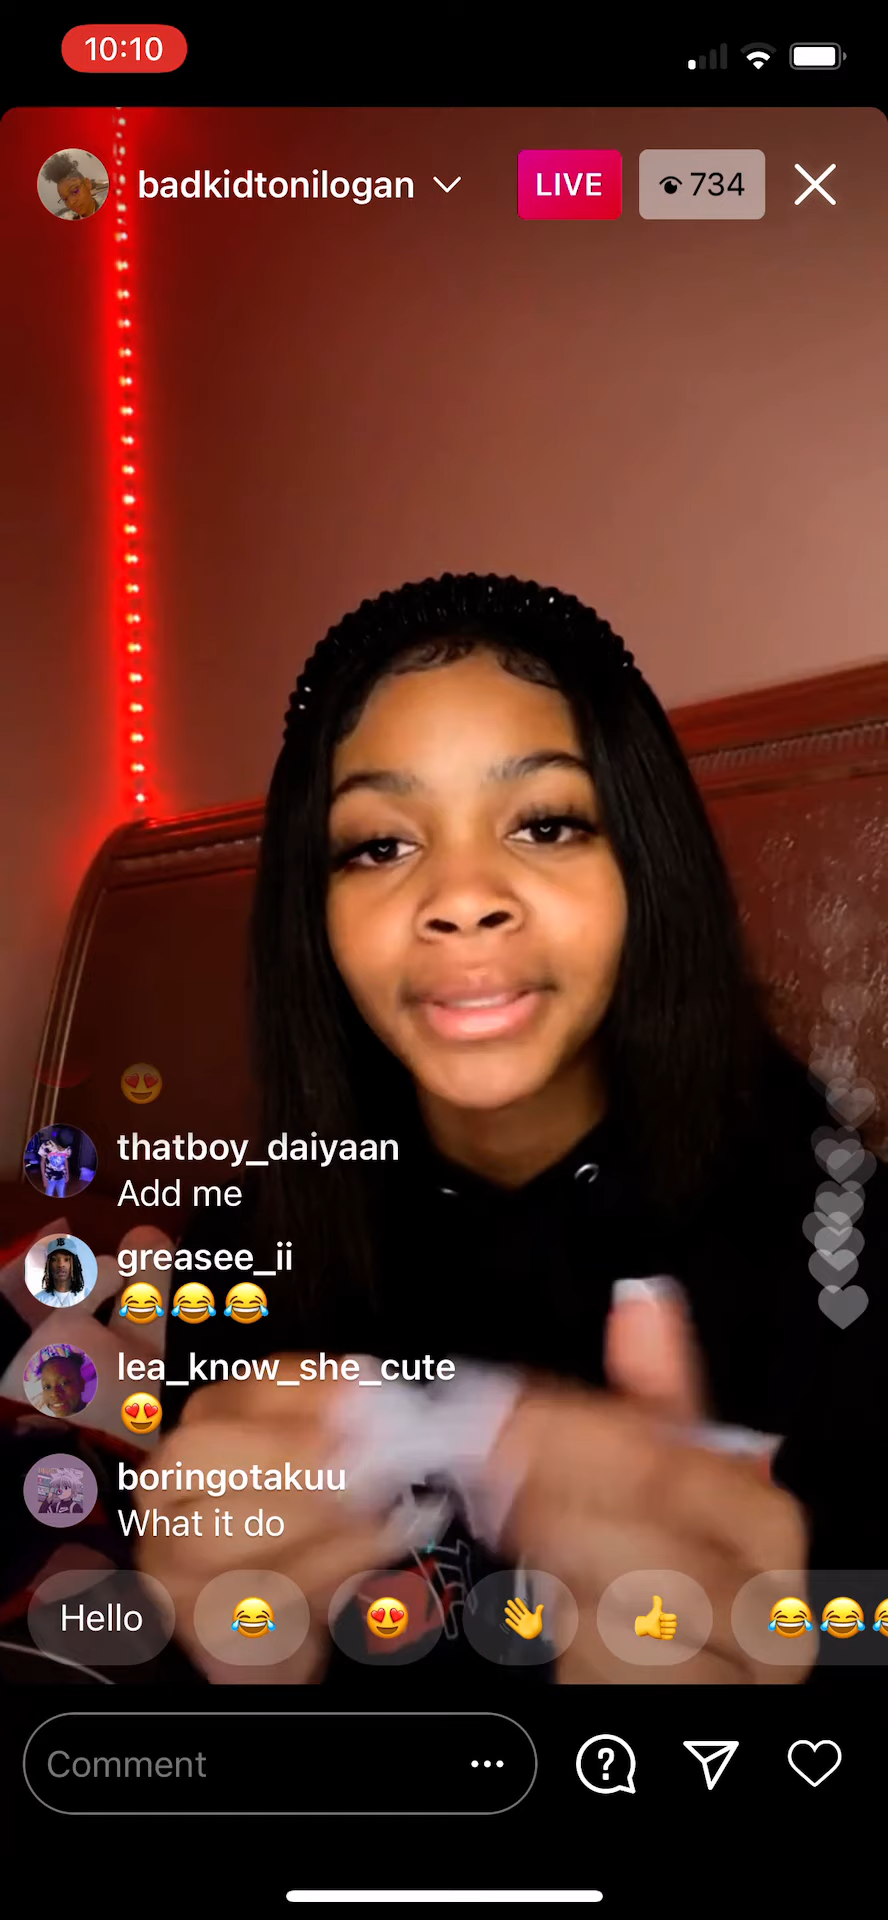 10:10
badkidtonilogan
LIVE
734
😍
thatboy_daiyaan
Add me
greasee_ii
😂😂😂
lea_know_she_cute
😍
boringotakuu
What it do
Hello 😂 😍 👋 👍 😂😂
Comment